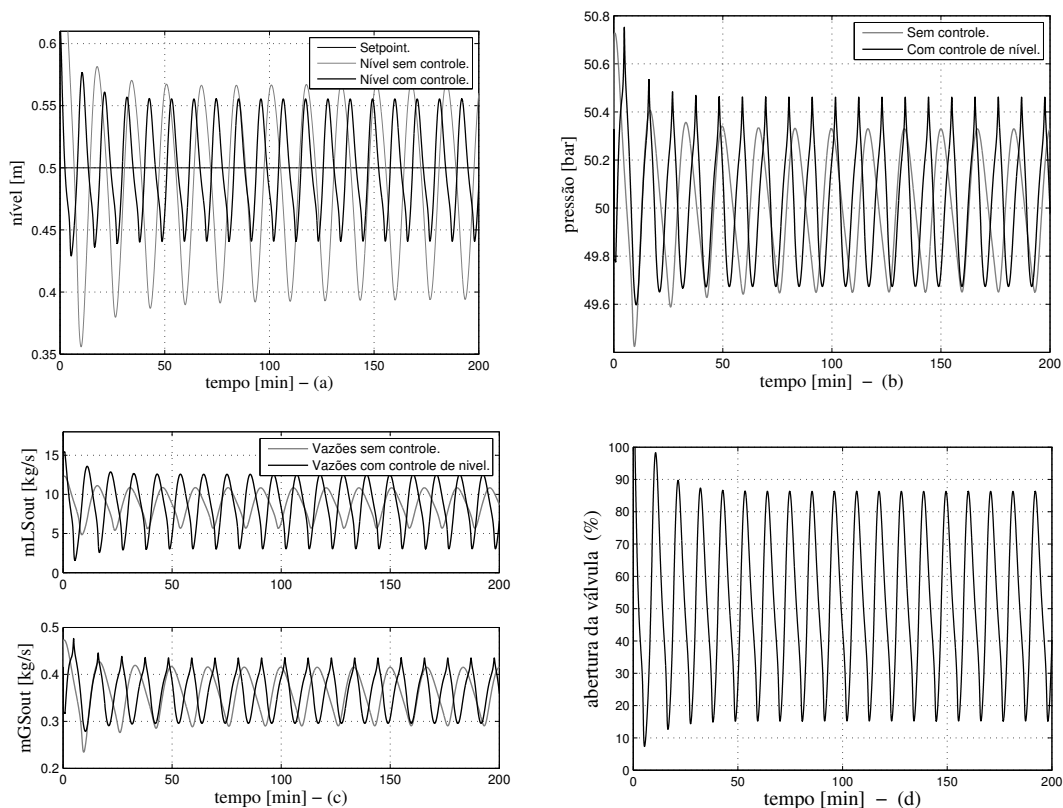 0.6
0.55
0.5
0.45
0.4
0.35
nível [m]
Setpoint.
Nível sem controle.
Nível com controle.
0 50 100 150 200
tempo [min] − (a)
50.8
50.6
50.4
50.2
50
49.8
49.6
pressão [bar]
Sem controle.
Com controle de nível.
0 50 100 150 200
tempo [min] − (b)
15
10
5
0
mLSout [kg/s]
Vazões sem controle.
Vazões com controle de nivel.
0 50 100 150 200
0.5
0.4
0.3
0.2
mGSout [kg/s]
0 50 100 150 200
tempo [min] − (c)
100
90
80
70
60
50
40
30
20
10
0
abertura da válvula (%)
0 50 100 150 200
tempo [min] − (d)